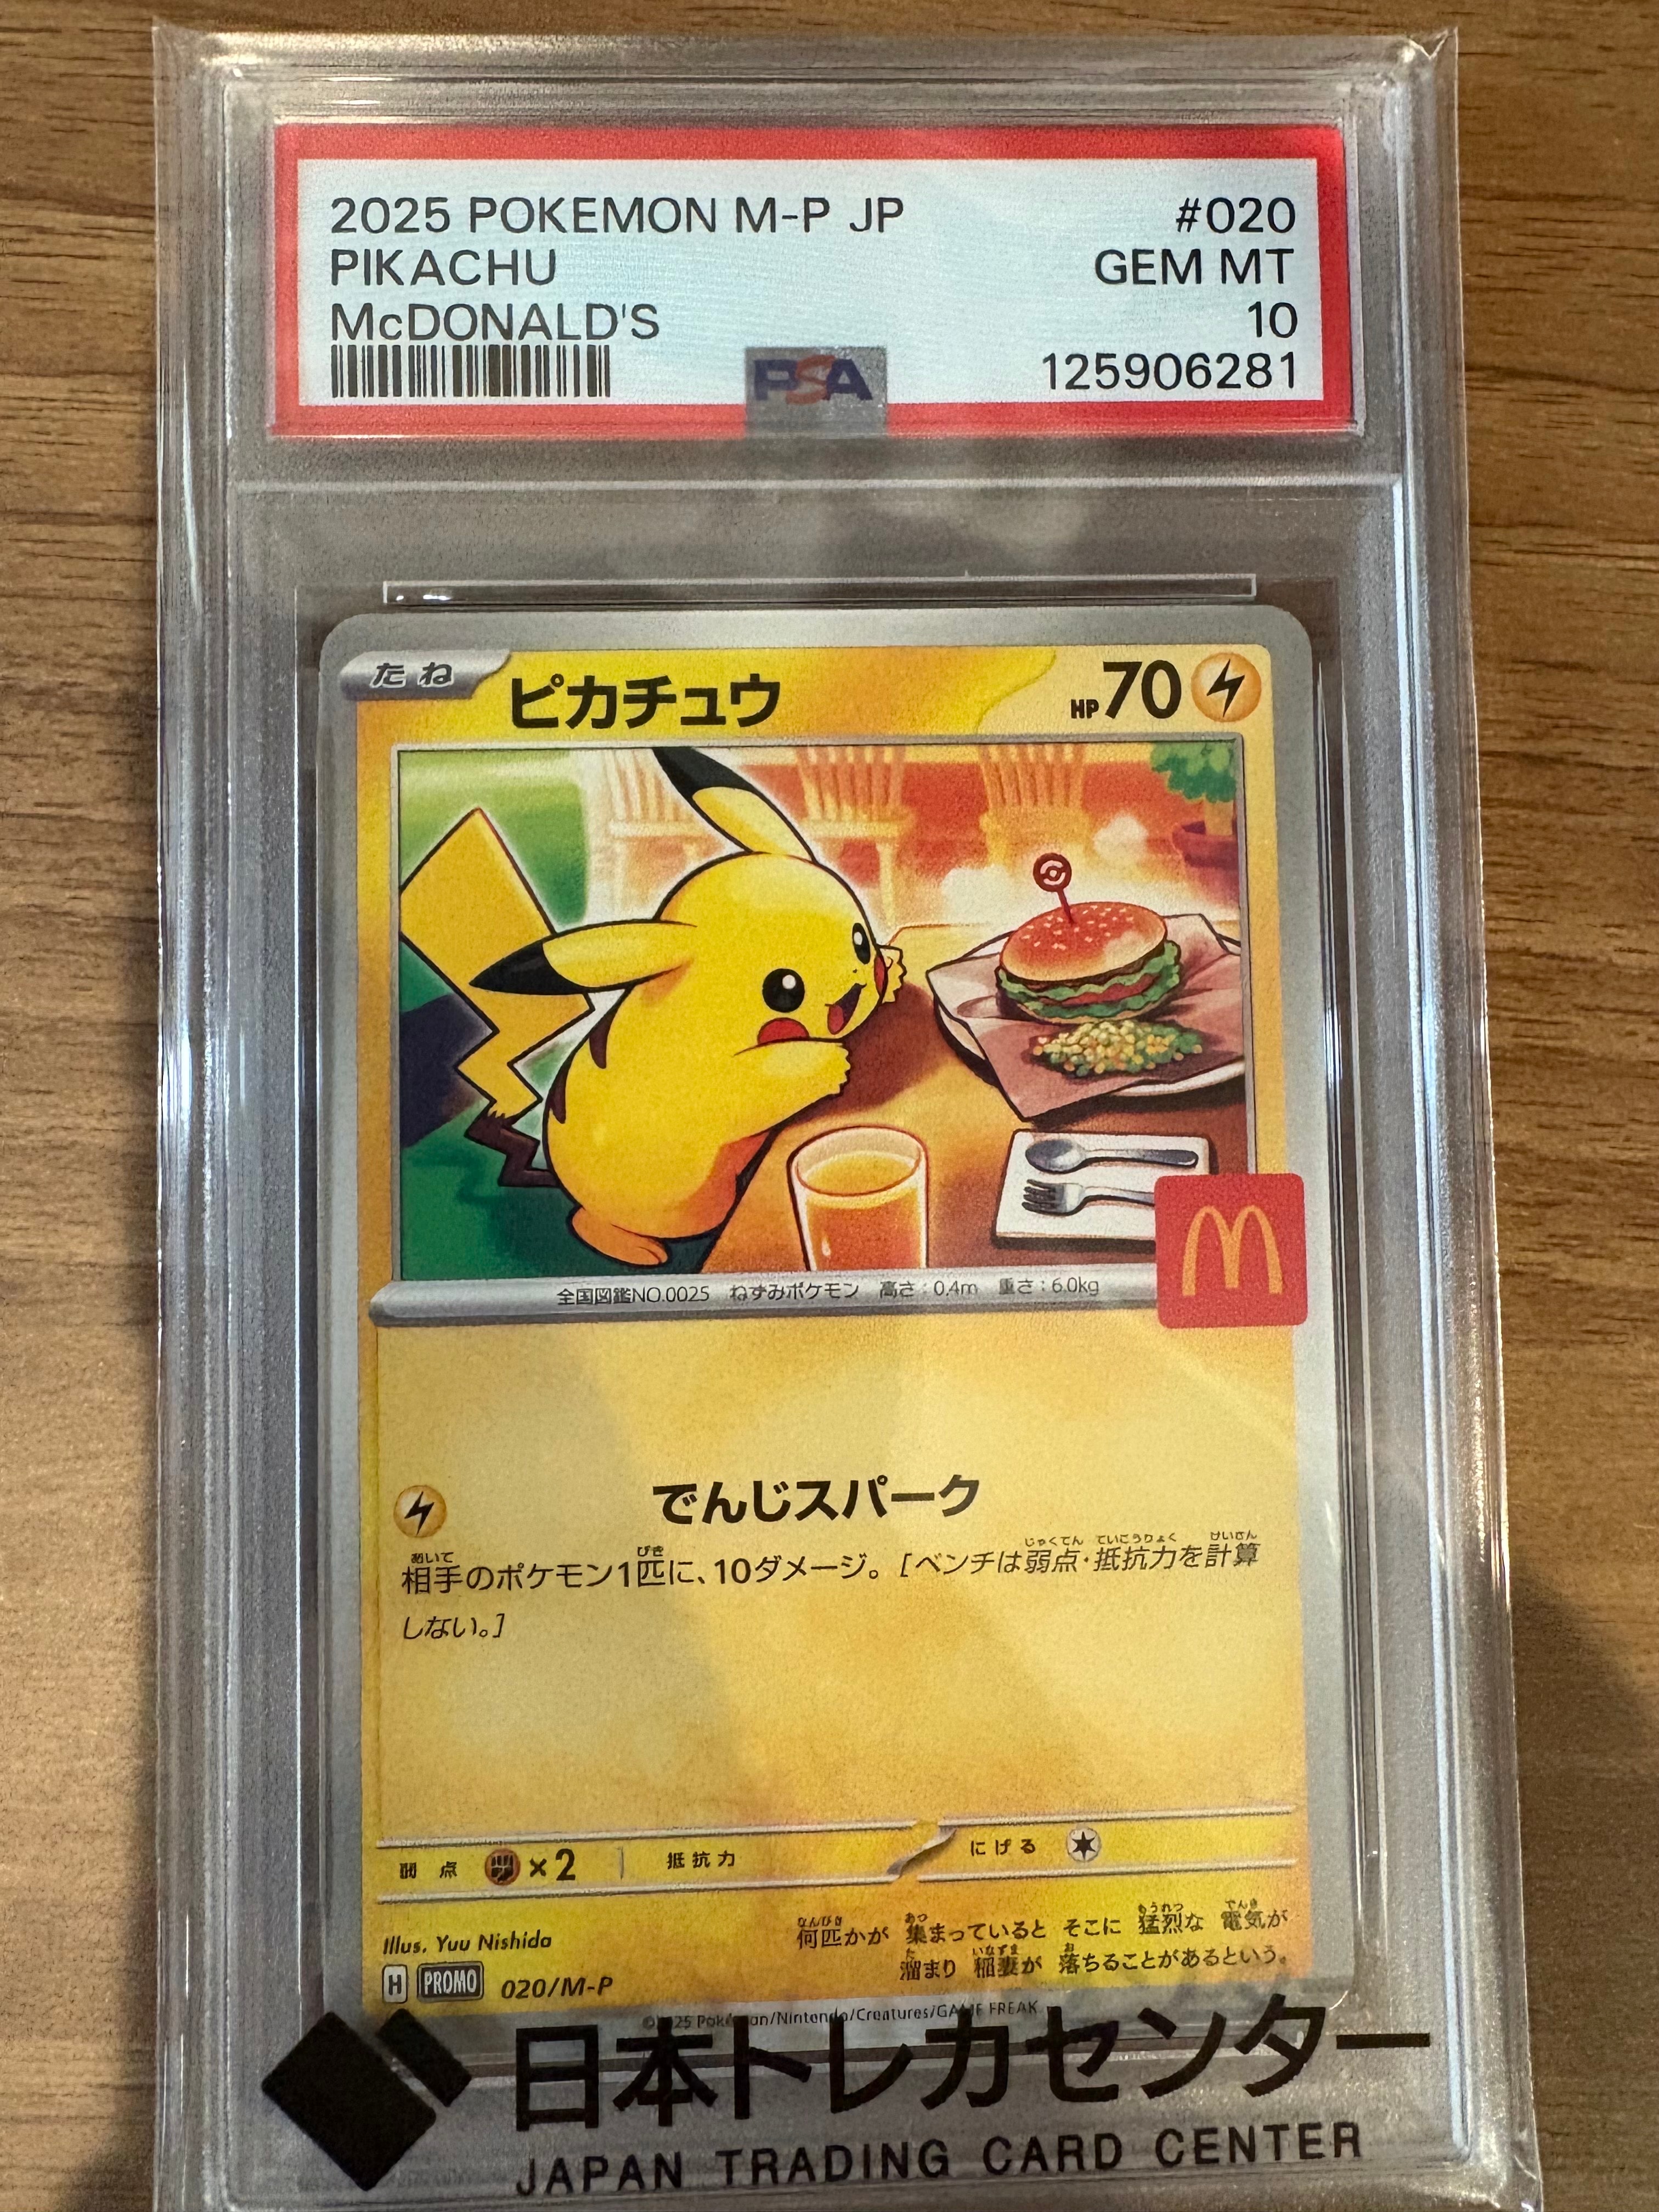 2025 POKEMON M-P JP #020
PIKACHU GEM MT
McDONALD'S 10
PSA 125906281
たね ピカチュウ HP70
全国図鑑NO.0025 ねずみポケモン 高さ:0.4m 重さ:6.0kg
でんじスパーク
相手のポケモン1匹に、10ダメージ。[ベンチは弱点・抵抗力を計算
しない。]
弱点 ×2 抵抗力 にげる
Illus. Yuu Nishida
何匹かが 集まっていると そこに 猛烈な 電気が
溜まり 稲妻が 落ちることがあるという。
H PROMO 020/M-P
©2025 Pokémon/Nintendo/Creatures/GAME FREAK
日本トレカセンター
JAPAN TRADING CARD CENTER